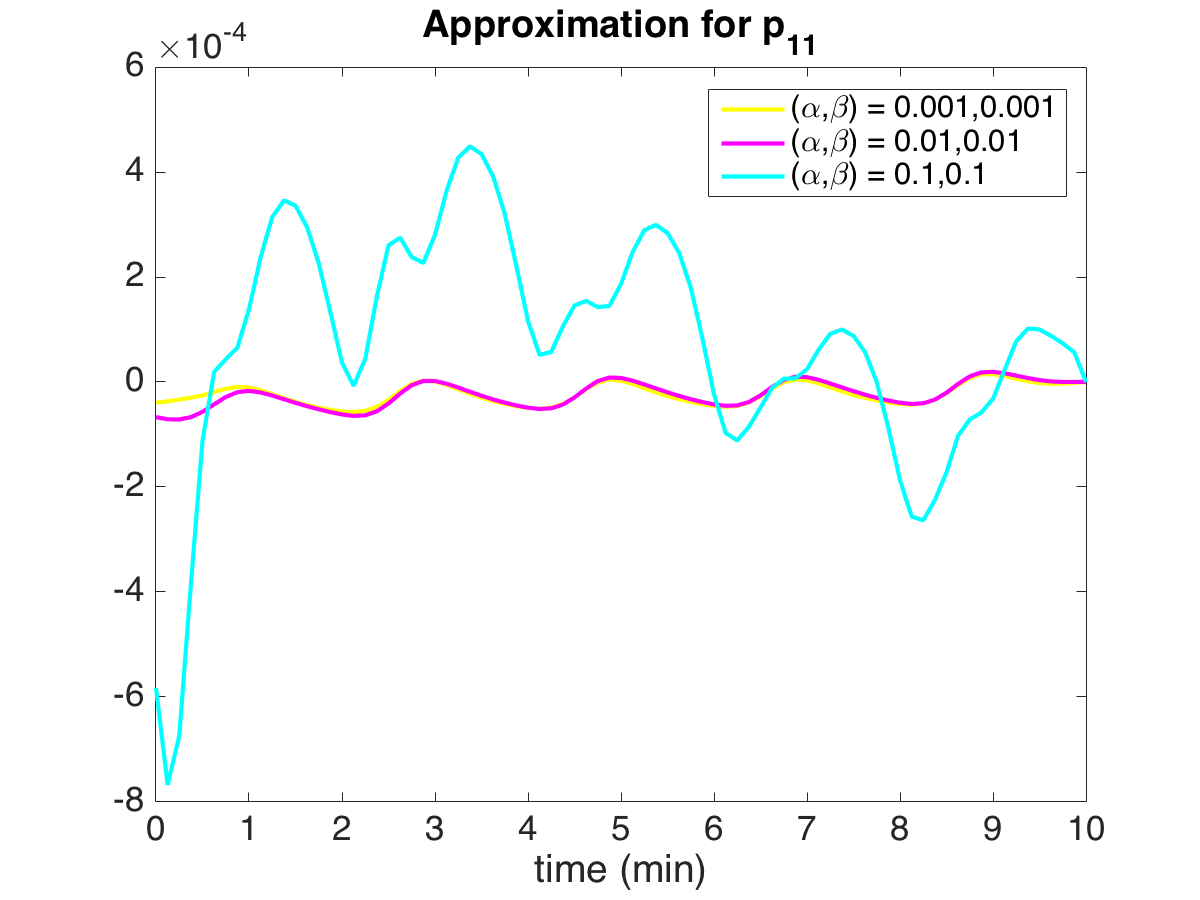 Approximation for p₁₁
×10⁻⁴
6
4
2
0
-2
-4
-6
-8
(α,β) = 0.001,0.001
(α,β) = 0.01,0.01
(α,β) = 0.1,0.1
0 1 2 3 4 5 6 7 8 9 10
time (min)